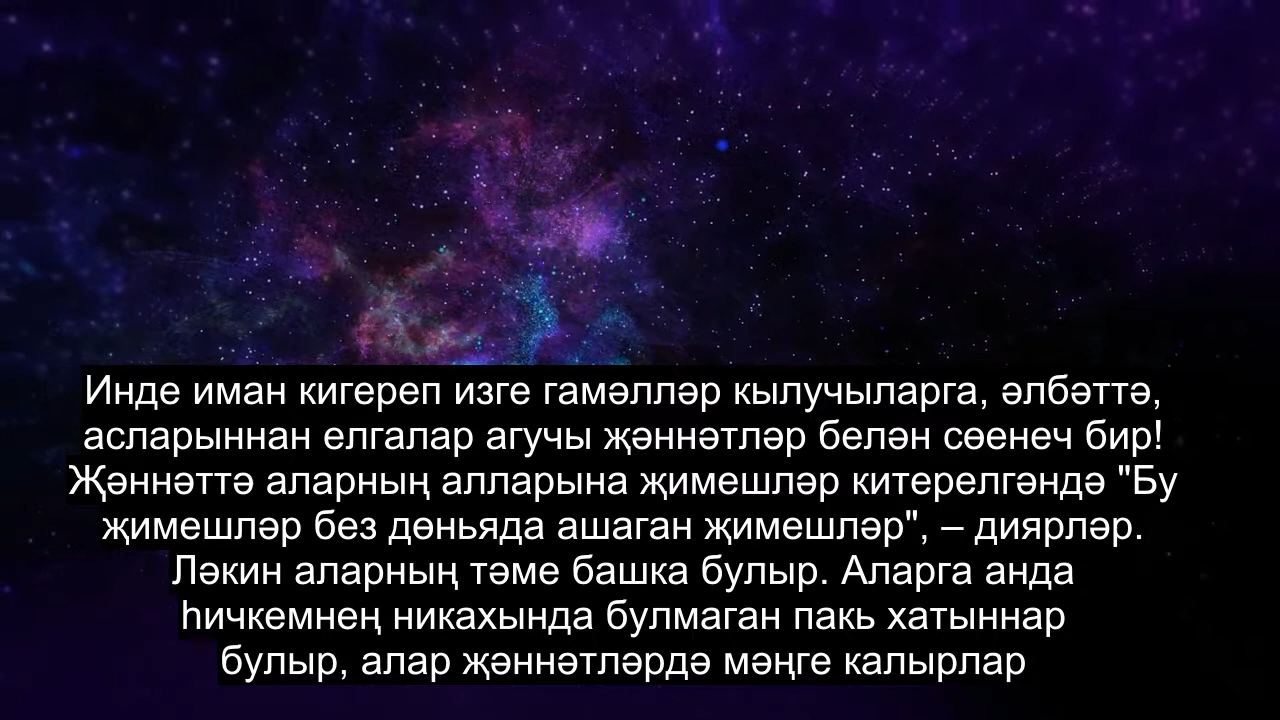 Инде иман кигереп изге гамәлләр кылучыларга, әлбәттә,
асларыннан елгалар агучы җәннәтләр белән сөенеч бир!
Җәннәттә аларның алларына җимешләр китерелгәндә "Бу
җимешләр без дөньяда ашаган җимешләр", – диярләр.
Ләкин аларның тәме башка булыр. Аларга анда
һичкемнең никахында булмаган пакь хатыннар
булыр, алар җәннәтләрдә мәңге калырлар